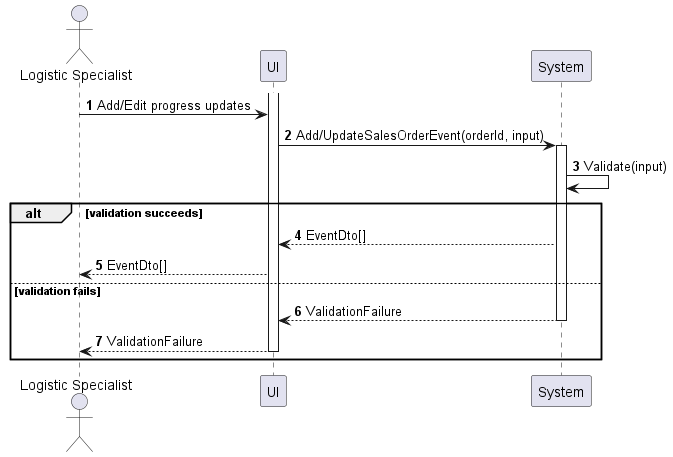 Logistic Specialist
UI
System
1 Add/Edit progress updates
2 Add/UpdateSalesOrderEvent(orderId, input)
3 Validate(input)
alt [validation succeeds]
4 EventDto[]
5 EventDto[]
[validation fails]
6 ValidationFailure
7 ValidationFailure
Logistic Specialist
UI
System